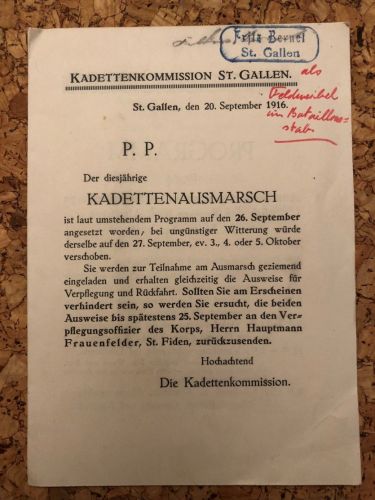 Fritz Bernet
St. Gallen
KADETTENKOMMISSION ST. GALLEN.
als
Feldweibel
im Bataillons-
stab
St. Gallen, den 20. September 1916.
P. P.
Der diesjährige
KADETTENAUSMARSCH
ist laut umstehendem Programm auf den 26. September
angesetzt worden; bei ungünstiger Witterung würde
derselbe auf den 27. September, ev. 3., 4. oder 5. Oktober
verschoben.
Sie werden zur Teilnahme am Ausmarsch geziemend
eingeladen und erhalten gleichzeitig die Ausweise für
Verpflegung und Rückfahrt. Sollten Sie am Erscheinen
verhindert sein, so werden Sie ersucht, die beiden
Ausweise bis spätestens 25. September an den Ver-
pflegungsoffizier des Korps, Herrn Hauptmann
Frauenfelder, St. Fiden, zurückzusenden.
Hochachtend
Die Kadettenkommission.